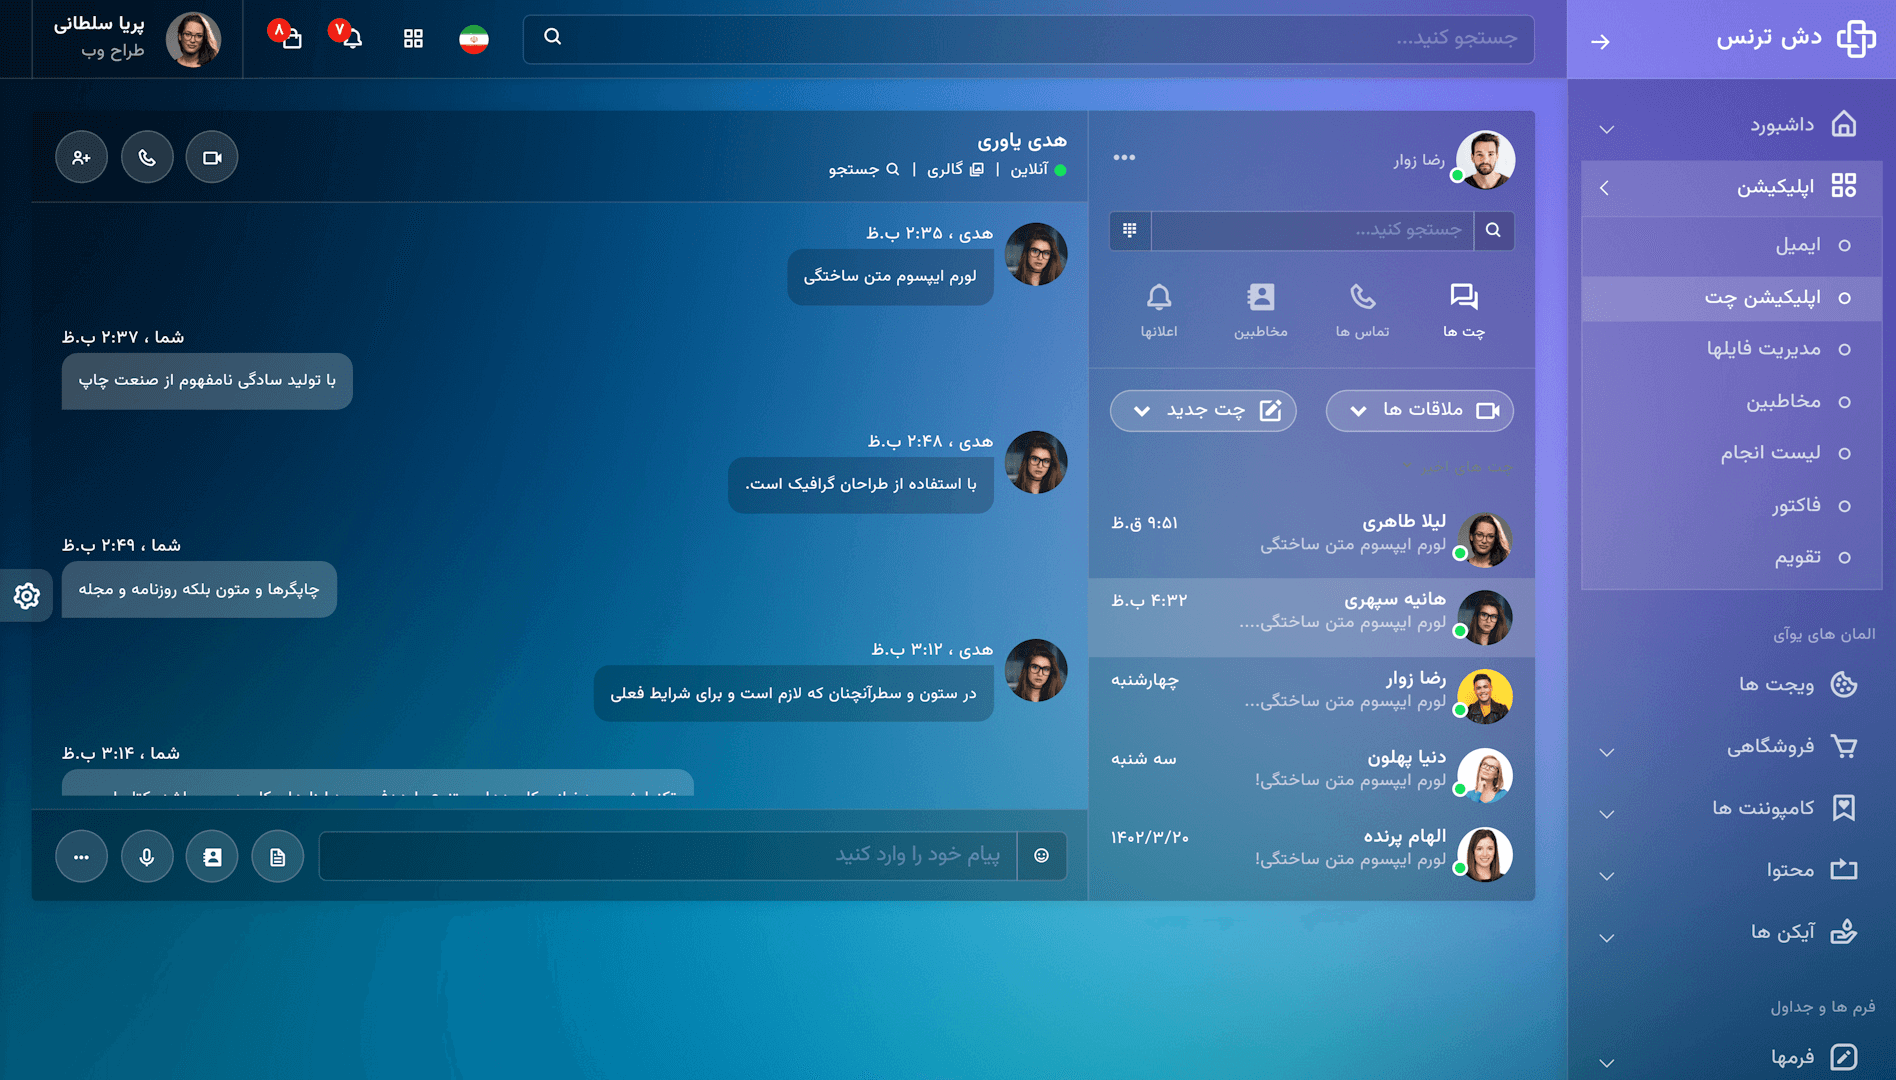 دش ترنس
جستجو کنید...
۷
۸
پریا سلطانی
طراح وب
داشبورد
اپلیکیشن
ایمیل
اپلیکیشن چت
مدیریت فایلها
مخاطبین
لیست انجام
فاکتور
تقویم
المان های یوآی
ویجت ها
فروشگاهی
کامپوننت ها
محتوا
آیکن ها
فرم ها و جداول
فرمها
رضا زوار
جستجو کنید...
چت ها
تماس ها
مخاطبین
اعلانها
ملاقات ها
چت جدید
چت های اخیر
لیلا طاهری
۹:۵۱ ق.ظ
لورم ایپسوم متن ساختگی
هانیه سپهری
۴:۳۲ ب.ظ
لورم ایپسوم متن ساختگی....
رضا زوار
چهارشنبه
لورم ایپسوم متن ساختگی...
دنیا پهلون
سه شنبه
لورم ایپسوم متن ساختگی!
الهام پرنده
۱۴۰۲/۳/۲۰
لورم ایپسوم متن ساختگی!
هدی یاوری
آنلاین | گالری | جستجو
هدی ، ۲:۳۵ ب.ظ
لورم ایپسوم متن ساختگی
شما ، ۲:۳۷ ب.ظ
با تولید سادگی نامفهوم از صنعت چاپ
هدی ، ۲:۴۸ ب.ظ
با استفاده از طراحان گرافیک است.
شما ، ۲:۴۹ ب.ظ
چاپگرها و متون بلکه روزنامه و مجله
هدی ، ۳:۱۲ ب.ظ
در ستون و سطرآنچنان که لازم است و برای شرایط فعلی
شما ، ۳:۱۴ ب.ظ
پیام خود را وارد کنید